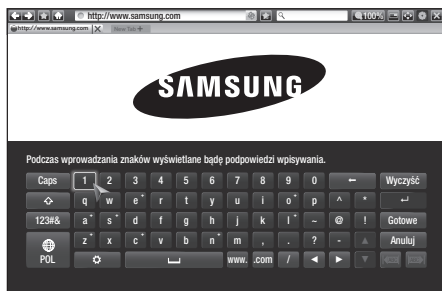 http://www.samsung.com 100%
http://www.samsung.com New Tab +
SAMSUNG
Podczas wprowadzania znaków wyświetlane bądę podpowiedzi wpisywania.
Caps 1 2 3 4 5 6 7 8 9 0 ← Wyczyść
q w e r t y u i o p ^ *
123#& a s d f g h j k l ~ @ ! Gotowe
z x c v b n m , . ? - Anuluj
POL www. .com /